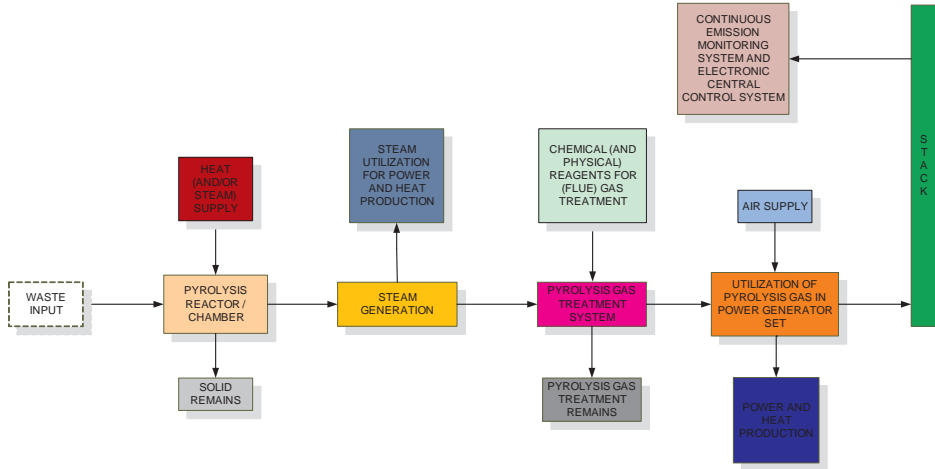 CONTINUOUS
EMISSION
MONITORING
SYSTEM AND
ELECTRONIC
CENTRAL
CONTROL SYSTEM
S
T
A
C
K
HEAT
(AND/OR
STEAM)
SUPPLY
STEAM
UTILIZATION
FOR POWER
AND HEAT
PRODUCTION
CHEMICAL (AND
PHYSICAL)
REAGENTS FOR
(FLUE) GAS
TREATMENT
AIR SUPPLY
WASTE
INPUT
PYROLYSIS
REACTOR /
CHAMBER
STEAM
GENERATION
PYROLYSIS GAS
TREATMENT
SYSTEM
UTILIZATION OF
PYROLYSIS GAS IN
POWER GENERATOR
SET
SOLID
REMAINS
PYROLYSIS GAS
TREATMENT
REMAINS
POWER AND
HEAT
PRODUCTION